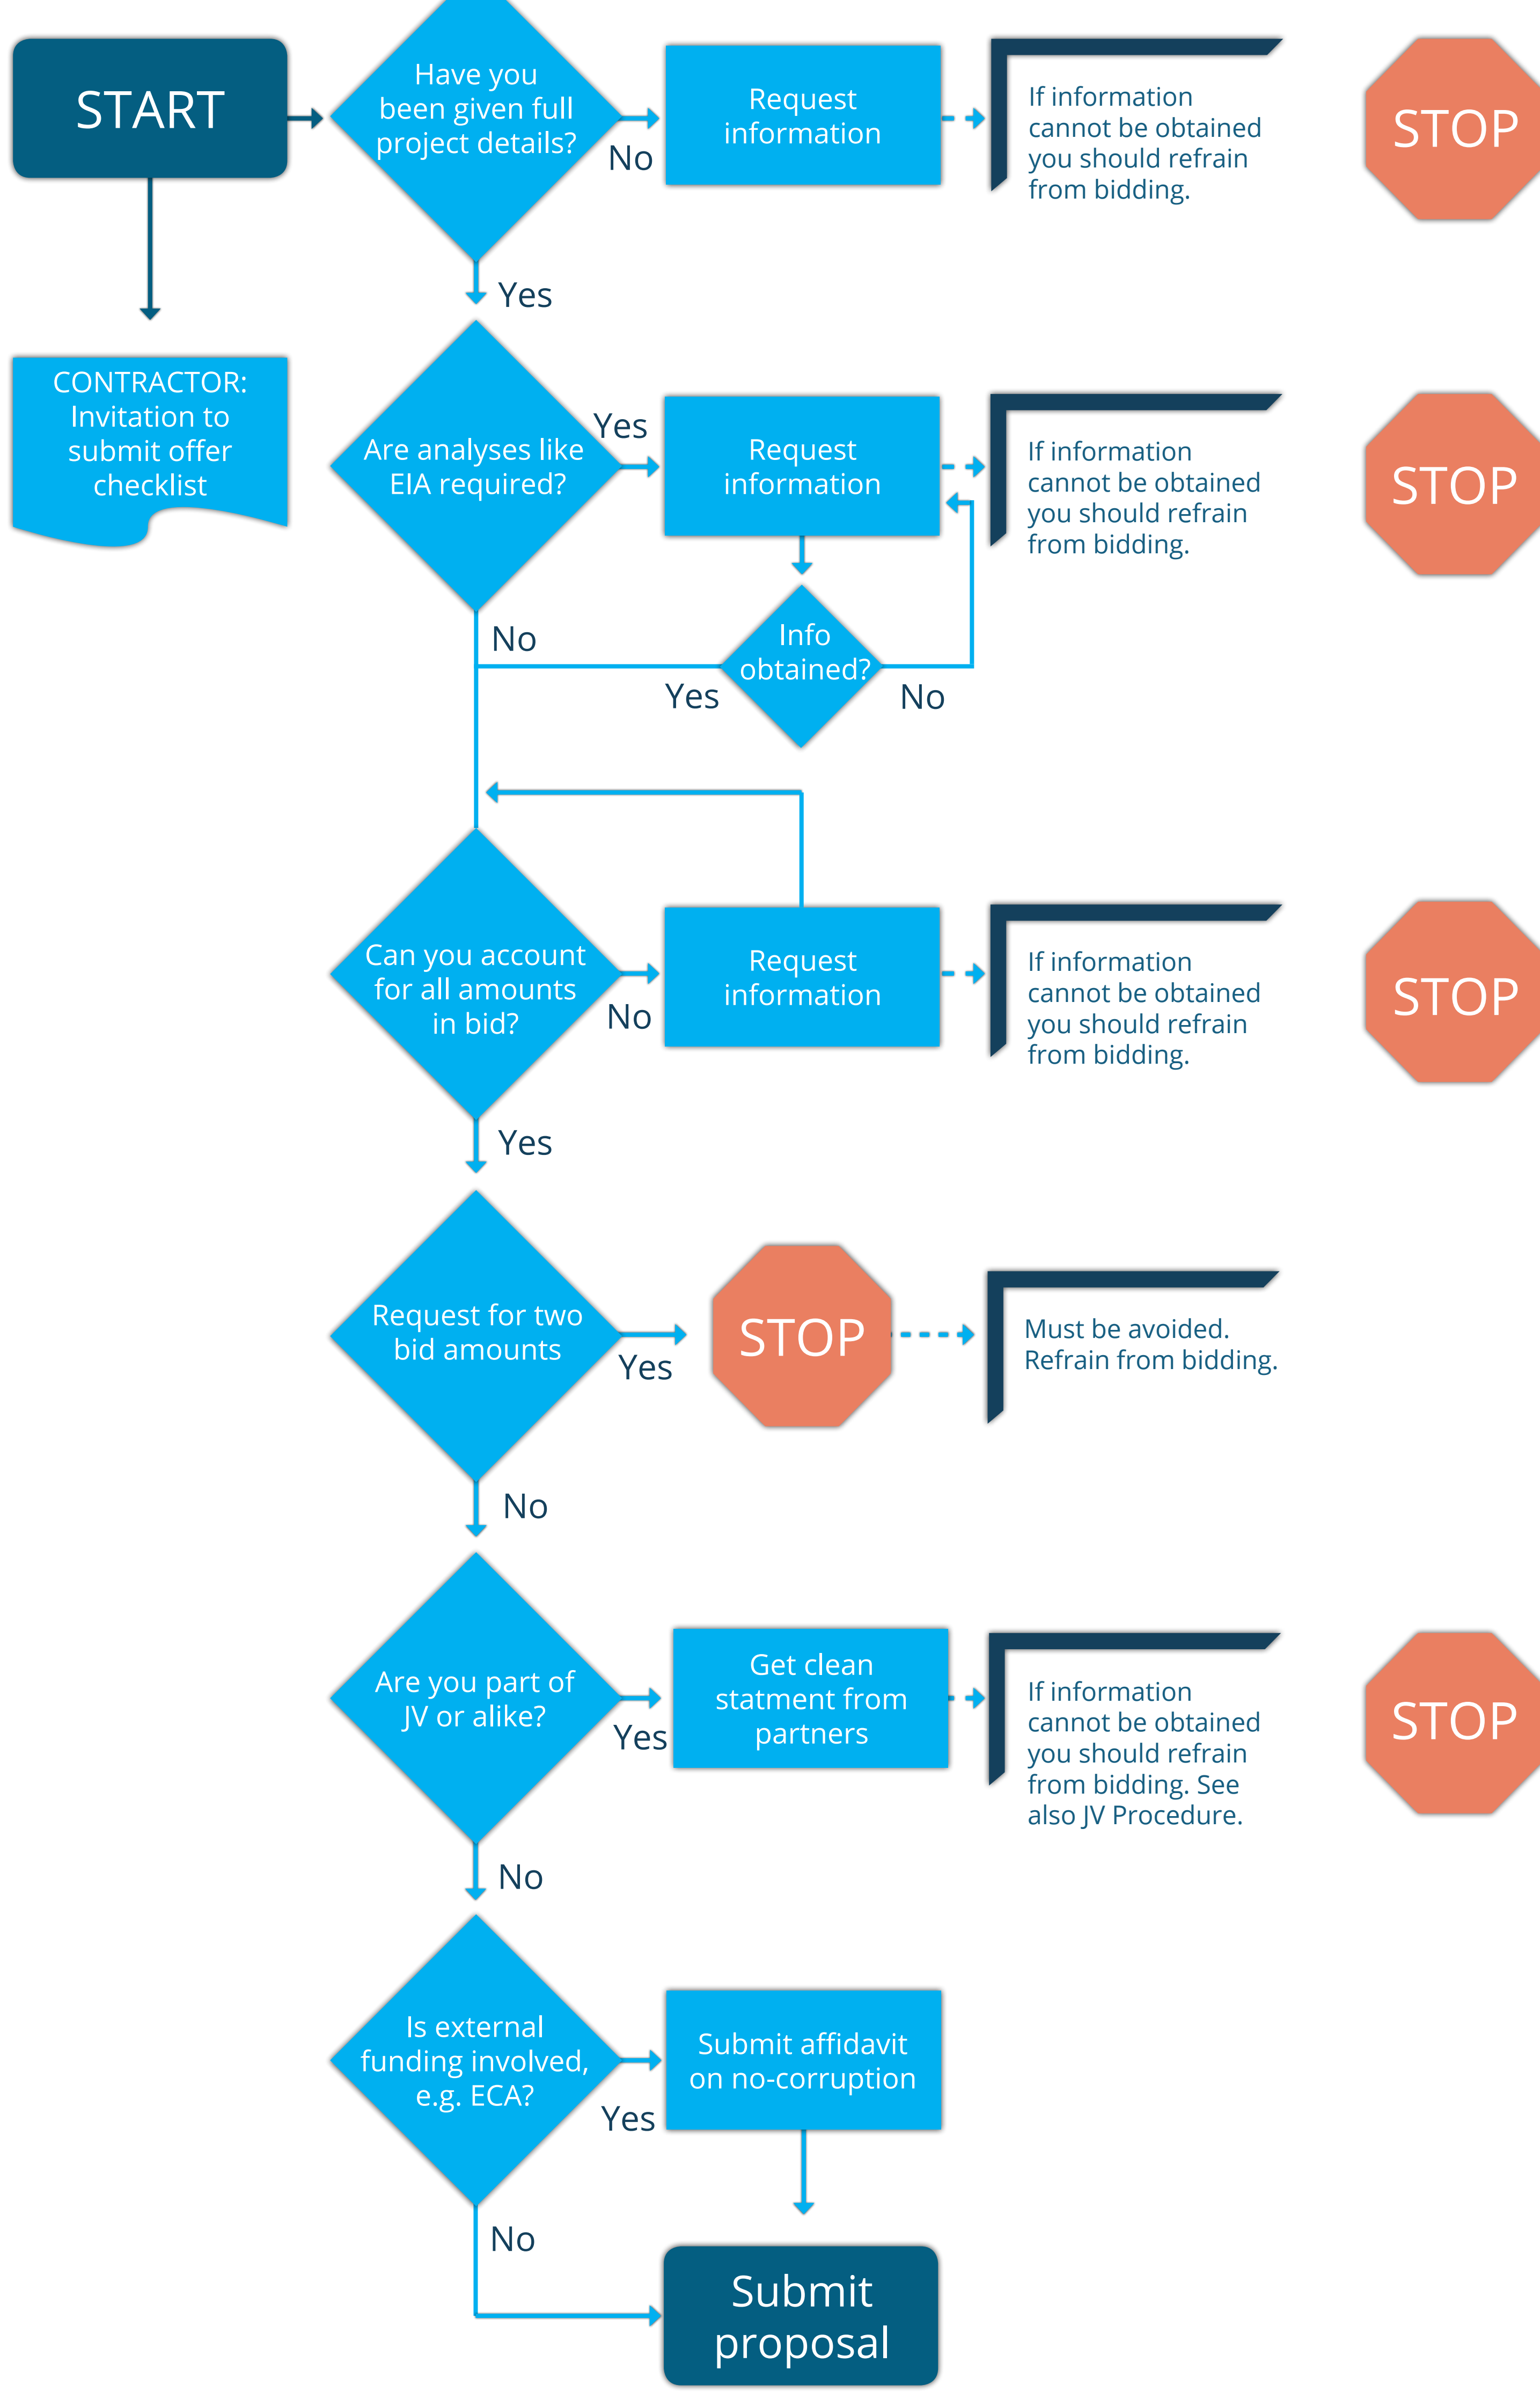 START
Have you
been given full
project details?
No
Request
information
If information
cannot be obtained
you should refrain
from bidding.
STOP
Yes
CONTRACTOR:
Invitation to
submit offer
checklist
Are analyses like
EIA required?
Yes
Request
information
If information
cannot be obtained
you should refrain
from bidding.
STOP
No
Info
obtained?
Yes
No
Can you account
for all amounts
in bid?
No
Request
information
If information
cannot be obtained
you should refrain
from bidding.
STOP
Yes
Request for two
bid amounts
Yes
STOP
Must be avoided.
Refrain from bidding.
No
Are you part of
JV or alike?
Yes
Get clean
statment from
partners
If information
cannot be obtained
you should refrain
from bidding. See
also JV Procedure.
STOP
No
Is external
funding involved,
e.g. ECA?
Yes
Submit affidavit
on no-corruption
No
Submit
proposal